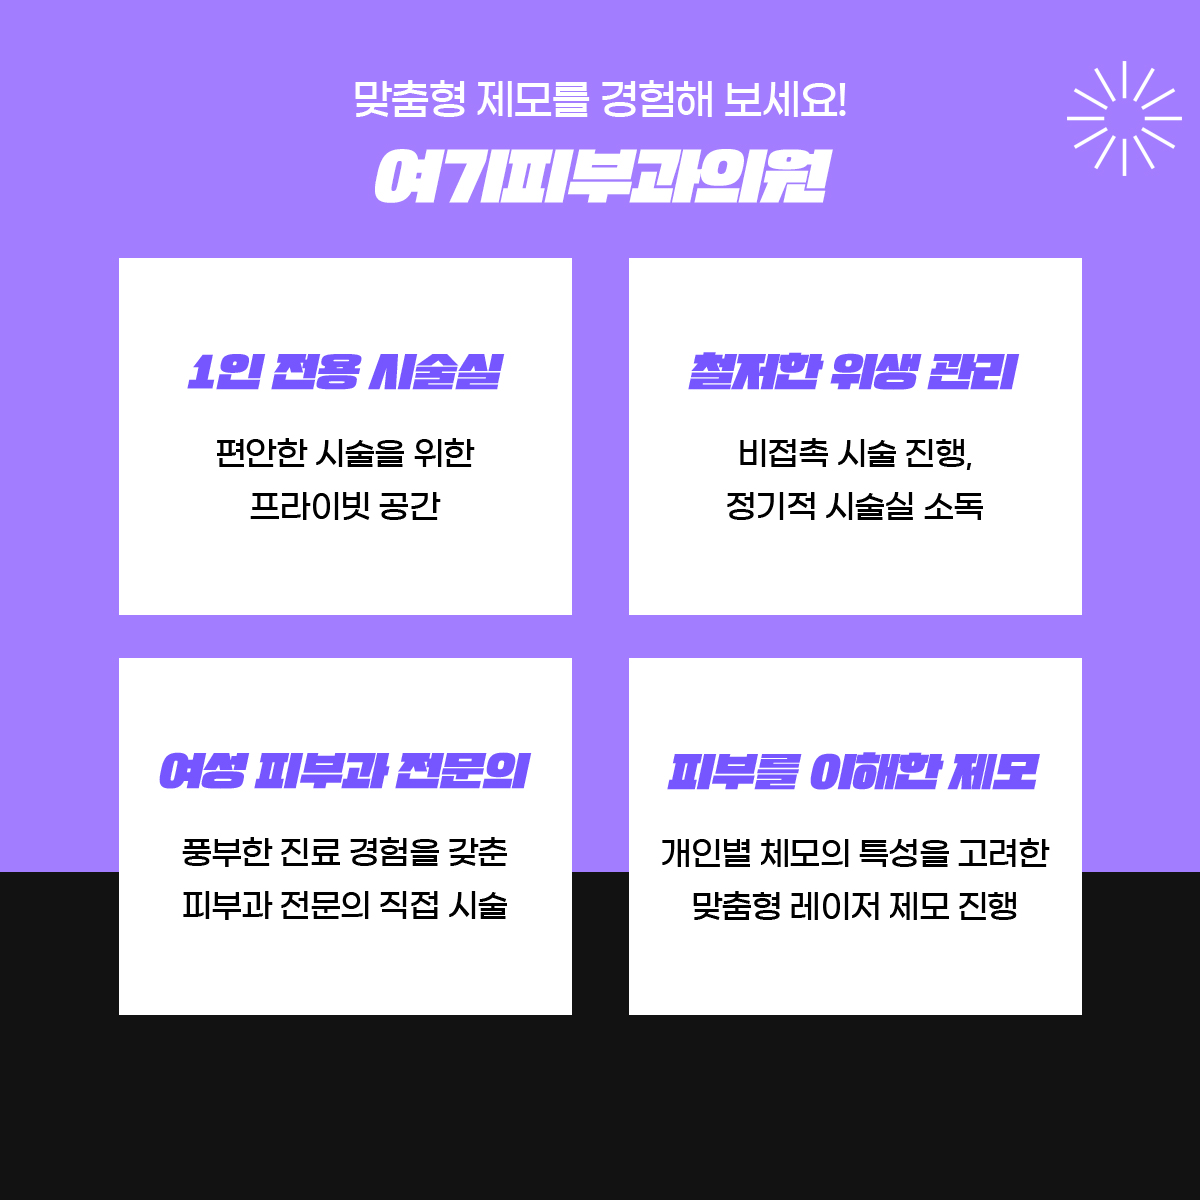 맞춤형 제모를 경험해 보세요!
여기피부과의원
1인 전용 시술실
편안한 시술을 위한
프라이빗 공간
철저한 위생 관리
비접촉 시술 진행,
정기적 시술실 소독
여성 피부과 전문의
풍부한 진료 경험을 갖춘
피부과 전문의 직접 시술
피부를 이해한 제모
개인별 체모의 특성을 고려한
맞춤형 레이저 제모 진행